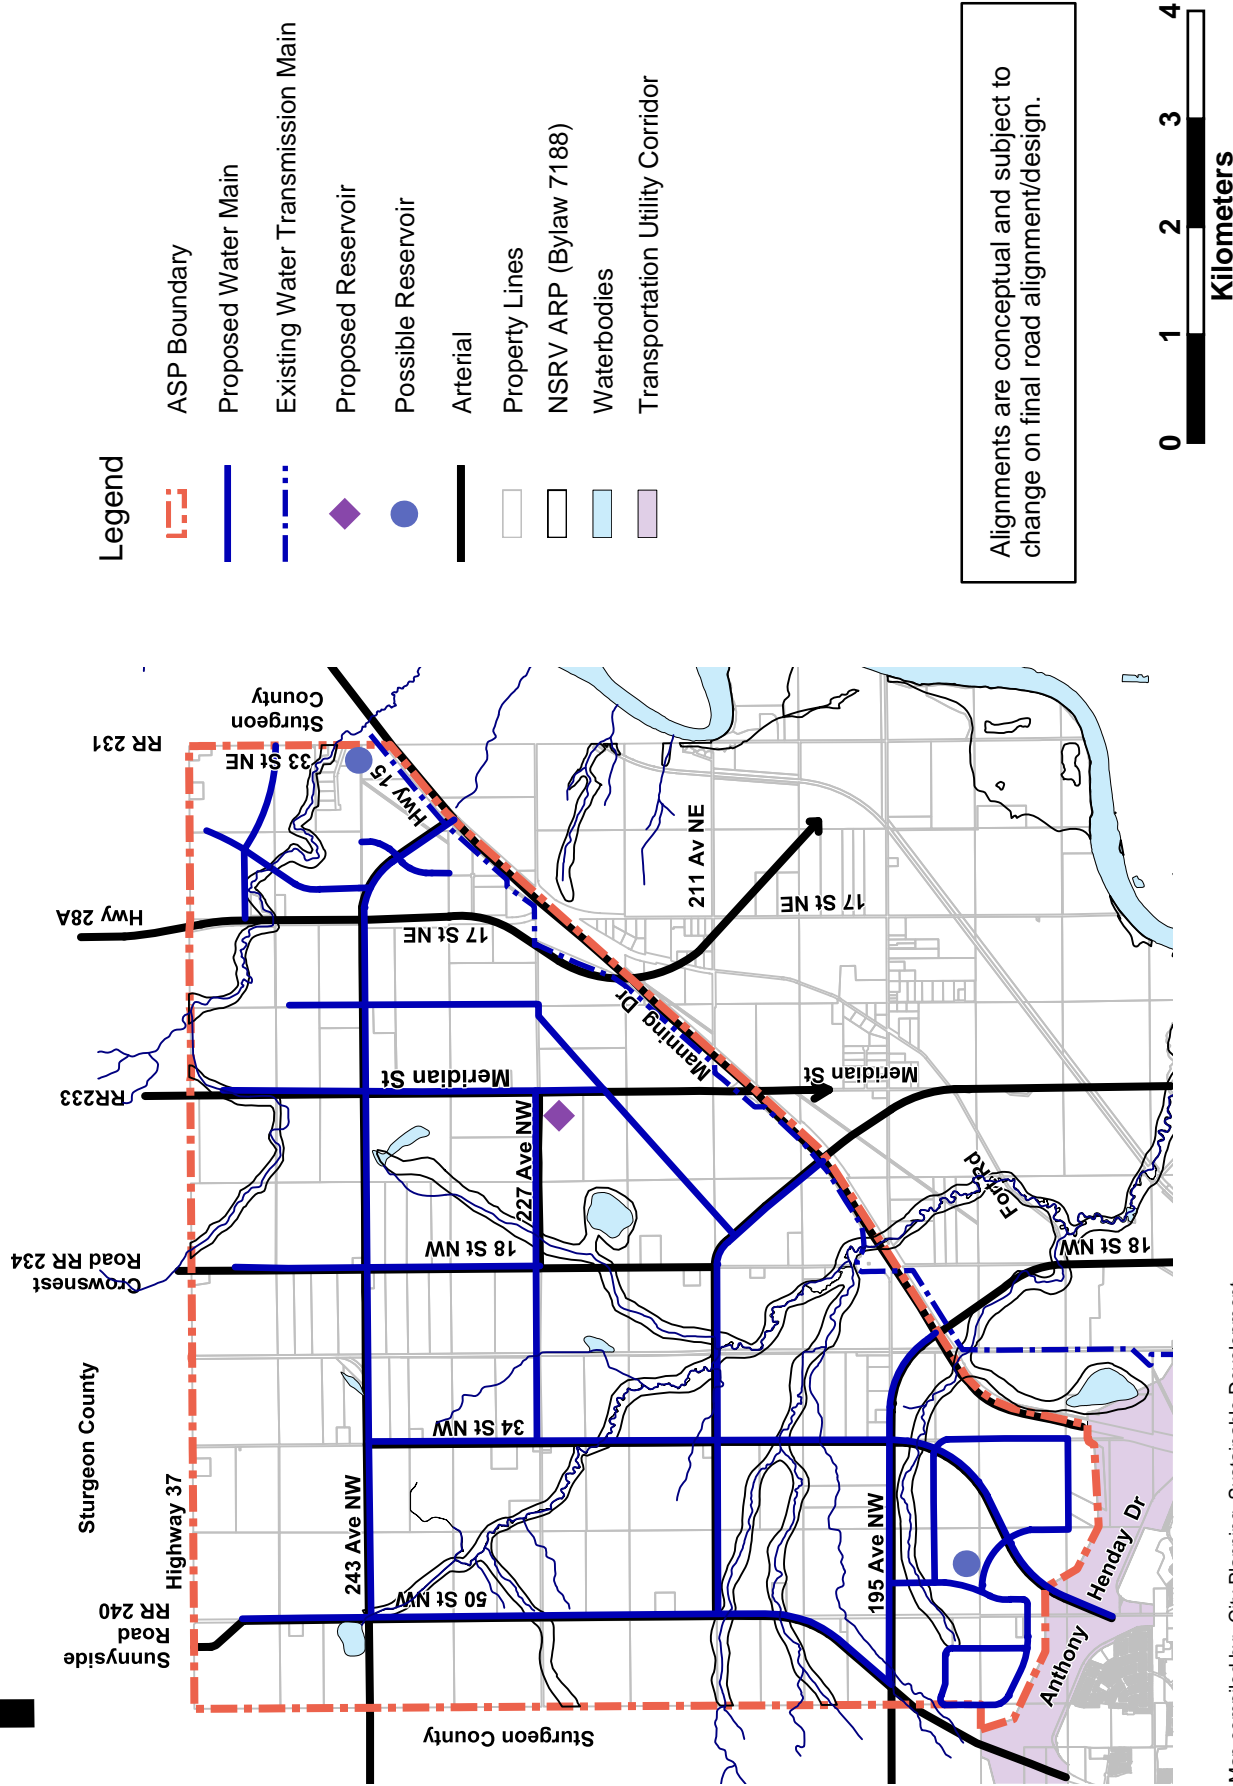 Legend
ASP Boundary
Proposed Water Main
Existing Water Transmission Main
Proposed Reservoir
Possible Reservoir
Arterial
Property Lines
NSRV ARP (Bylaw 7188)
Waterbodies
Transportation Utility Corridor
Alignments are conceptual and subject to
change on final road alignment/design.
0 1 2 3 4
Kilometers
Sturgeon County
Highway 37
Sunnyside
Road
RR 240
Crowsnest
Road RR 234
RR233
Hwy 28A
RR 231
Sturgeon
County
33 St NE
Hwy 15
17 St NE
243 Ave NW
50 St NW
34 St NW
18 St NW
227 Ave NW
Meridian St
Manning Dr
211 Av NE
17 St NE
Meridian St
Fort Rd
18 St NW
195 Ave NW
Anthony Henday Dr
Sturgeon County